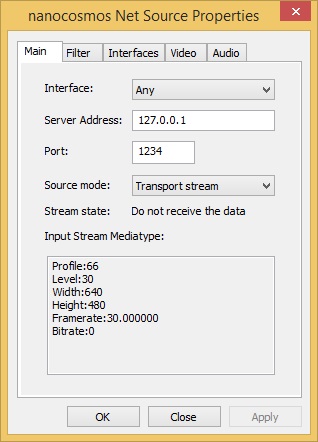 nanocosmos Net Source Properties
Main Filter Interfaces Video Audio
Interface: Any
Server Address: 127.0.0.1
Port: 1234
Source mode: Transport stream
Stream state: Do not receive the data
Input Stream Mediatype:
Profile:66
Level:30
Width:640
Height:480
Framerate:30.000000
Bitrate:0
OK Close Apply